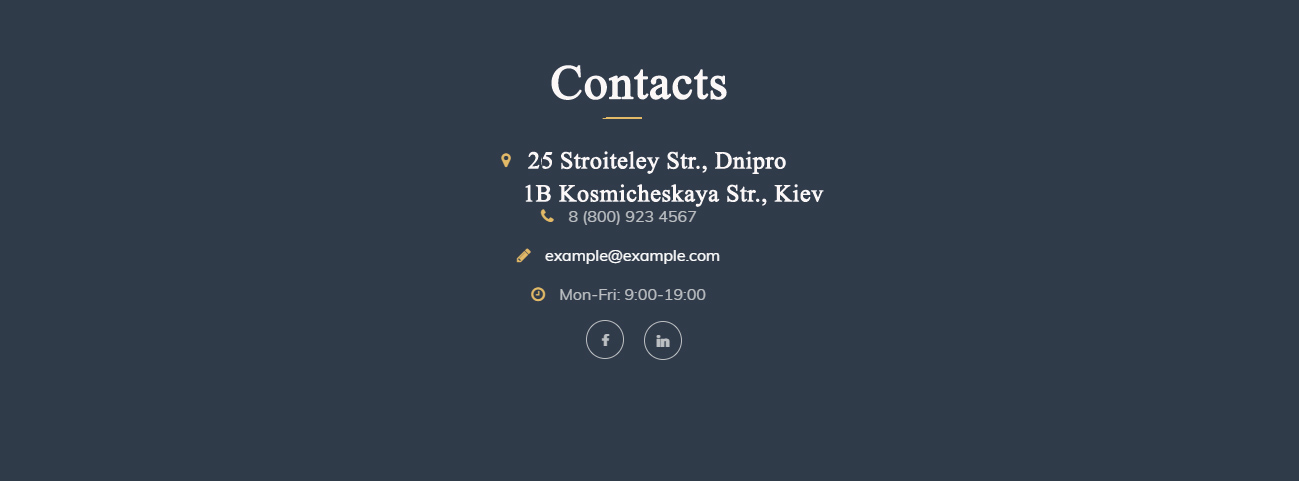 Contacts
25 Stroiteley Str., Dnipro
1B Kosmicheskaya Str., Kiev
8 (800) 923 4567
example@example.com
Mon-Fri: 9:00-19:00
f in